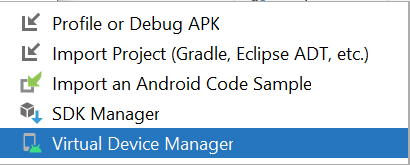 Profile or Debug APK
Import Project (Gradle, Eclipse ADT, etc.)
Import an Android Code Sample
SDK Manager
Virtual Device Manager